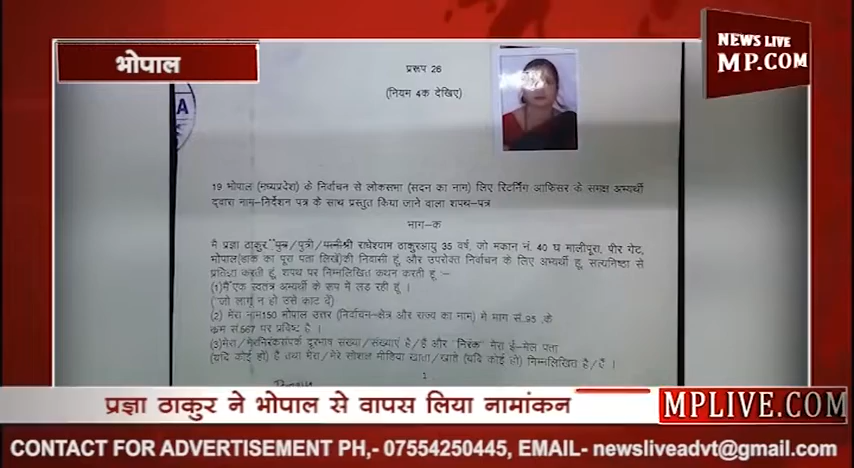 NEWS LIVE
MP.COM
भोपाल
A
प्ररूप 26
(नियम 4क देखिए)
19 भोपाल (मध्यप्रदेश) के निर्वाचन से लोकसभा (सदन का नाम) लिए रिटर्निंग आफिसर के समक्ष अभ्यर्थी
द्वारा नाम-निर्देशन पत्र के साथ प्रस्तुत किया जाने वाला शपथ-पत्र
भाग-क
मै प्रज्ञा ठाकुर पुत्र/पुत्री/पत्नीश्री राधेश्याम ठाकुरआयु 35 वर्ष, जो मकान नं. 40 घ मालीपूरा, पीर गेट,
भोपाल(डाक का पूरा पता लिखें)की निवासी हूं, और उपरोक्त निर्वाचन के लिए अभ्यर्थी हू, सत्यनिष्ठा से
प्रतिज्ञा करती हूं, शपथ पर निम्नलिखित कथन करती हू :-
(1)मैं एक स्वतत्र अभ्यर्थी के रूप में लड रही हूं ।
(जो लागू न हो उसे काट दें)
(2) मेरा नाम150 भोपाल उत्तर (निर्वाचन-क्षेत्र और राज्य का नाम) मे भाग सं.95 के
कम सं.567 पर प्रविष्ट है ।
(3)मेरा/ दूरभाष संख्या/संख्याएं है/हैं और निरंक मेरा ई-मेल पता
(यदि कोई हो) है तथा मेरा/मेरे सोशल मीडिया खाता/खाते (यदि कोई हो) निम्नलिखित है/हैं ।
1
प्रज्ञा ठाकुर ने भोपाल से वापस लिया नामांकन
MPLIVE.COM
CONTACT FOR ADVERTISEMENT PH,- 07554250445, EMAIL- newsliveadvt@gmail.com